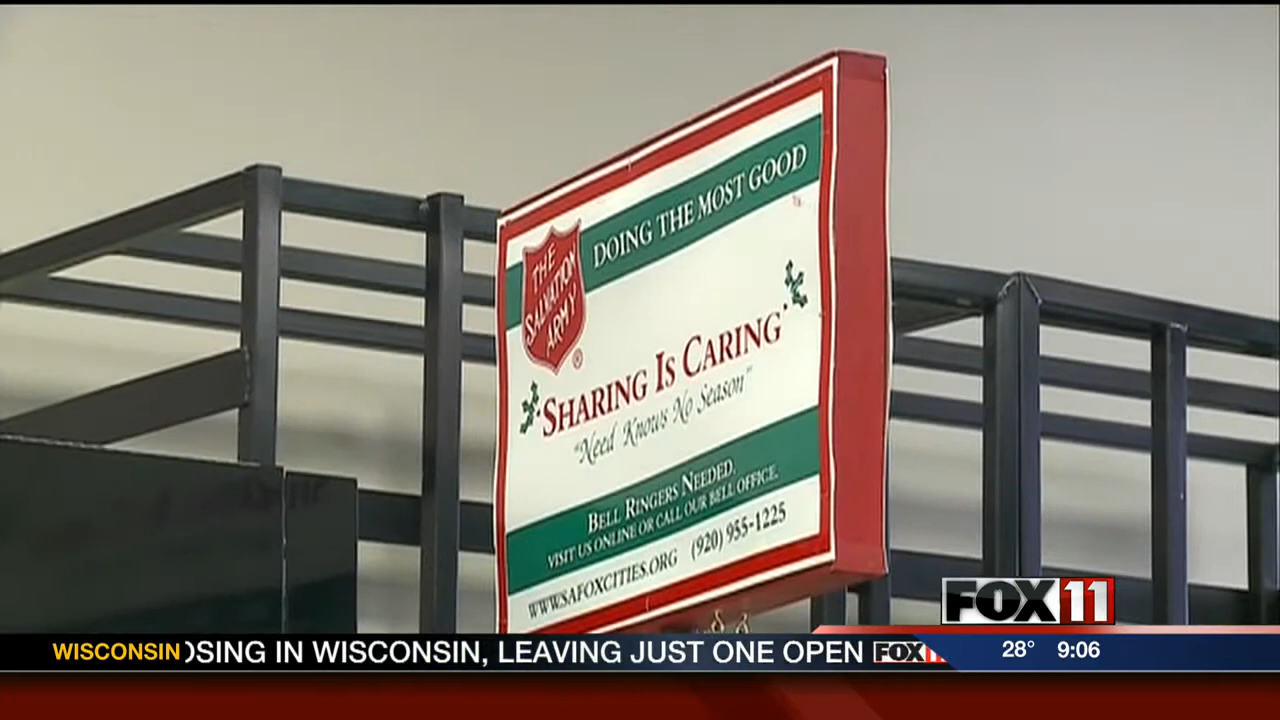 DOING THE MOST GOOD
THE
SALVATION
ARMY
®
SHARING IS CARING
"Need Knows No Season"
BELL RINGERS NEEDED.
VISIT US ONLINE OR CALL OUR BELL OFFICE.
WWW.SAFOXCITIES.ORG (920) 955-1225
FOX 11
WISCONSIN OSING IN WISCONSIN, LEAVING JUST ONE OPEN FOX 28° 9:06